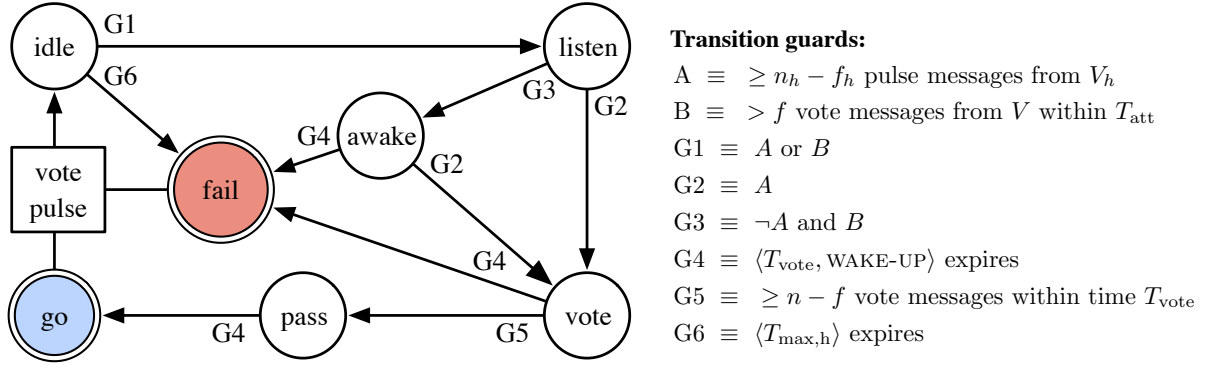 idle
G1
listen
G6
G3
G2
awake
G4
G2
vote
pulse
fail
G4
go
G4
pass
G5
vote
Transition guards:
A ≡ ≥ n_h − f_h pulse messages from V_h
B ≡ > f vote messages from V within T_att
G1 ≡ A or B
G2 ≡ A
G3 ≡ ¬A and B
G4 ≡ ⟨T_vote, WAKE-UP⟩ expires
G5 ≡ ≥ n − f vote messages within time T_vote
G6 ≡ ⟨T_max,h⟩ expires